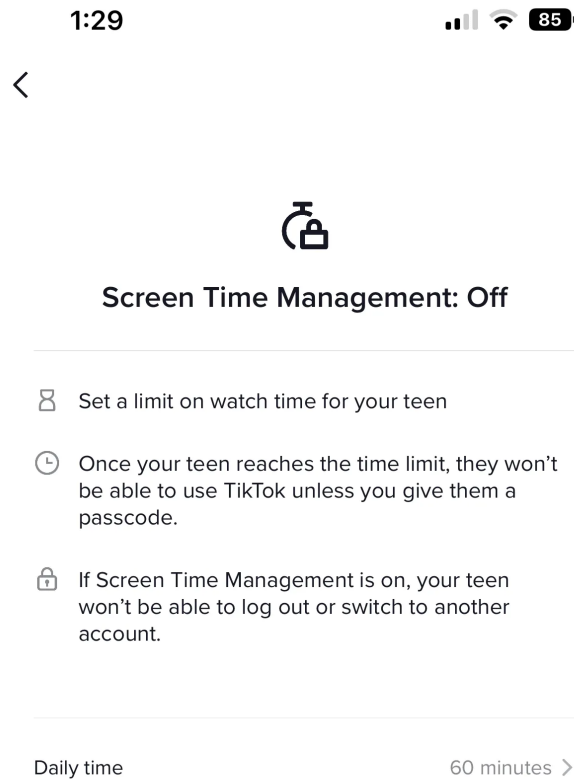 1:29
85
Screen Time Management: Off
Set a limit on watch time for your teen
Once your teen reaches the time limit, they won’t
be able to use TikTok unless you give them a
passcode.
If Screen Time Management is on, your teen
won’t be able to log out or switch to another
account.
Daily time 60 minutes